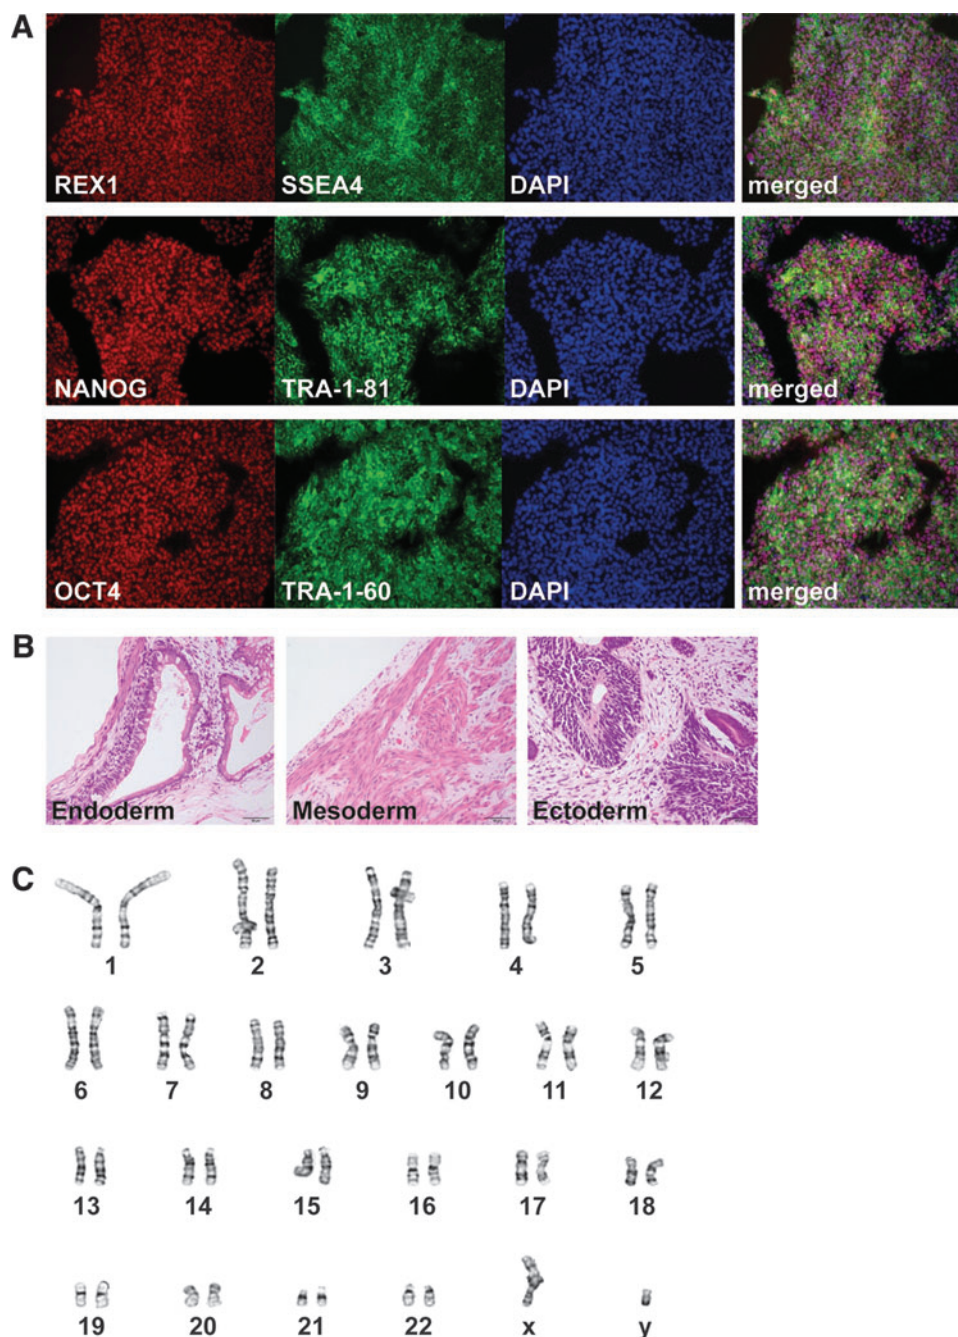 A
REX1 SSEA4 DAPI merged
NANOG TRA-1-81 DAPI merged
OCT4 TRA-1-60 DAPI merged
B
Endoderm Mesoderm Ectoderm
C
1 2 3 4 5
6 7 8 9 10 11 12
13 14 15 16 17 18
19 20 21 22 x y